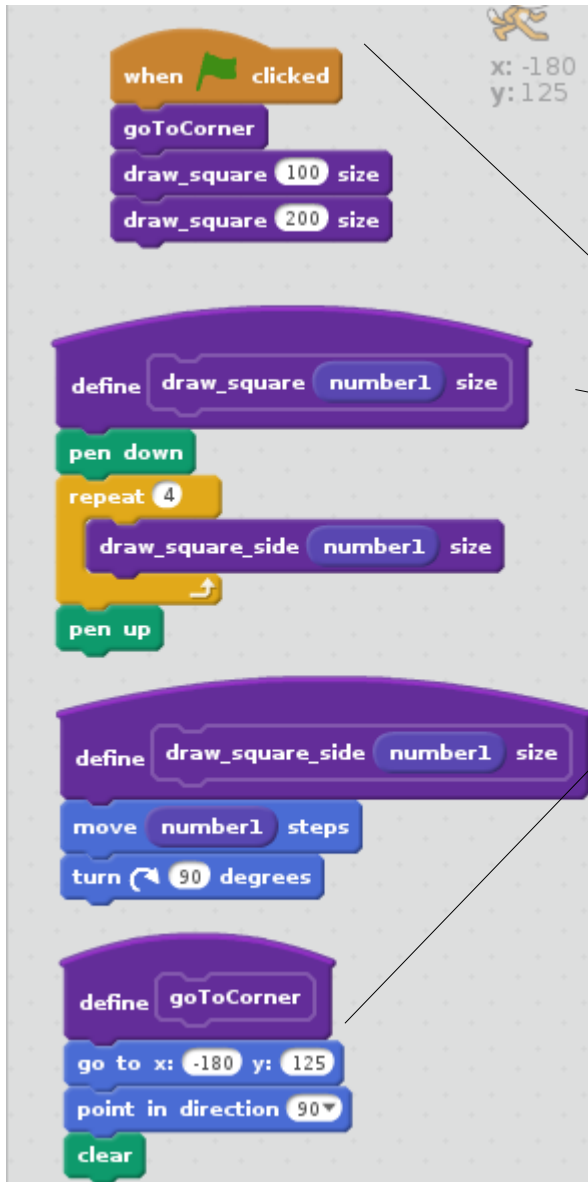 when clicked
x: -180
y: 125
goToCorner
draw_square 100 size
draw_square 200 size
define draw_square number1 size
pen down
repeat 4
draw_square_side number1 size
pen up
define draw_square_side number1 size
move number1 steps
turn 90 degrees
define goToCorner
go to x: -180 y: 125
point in direction 90
clear